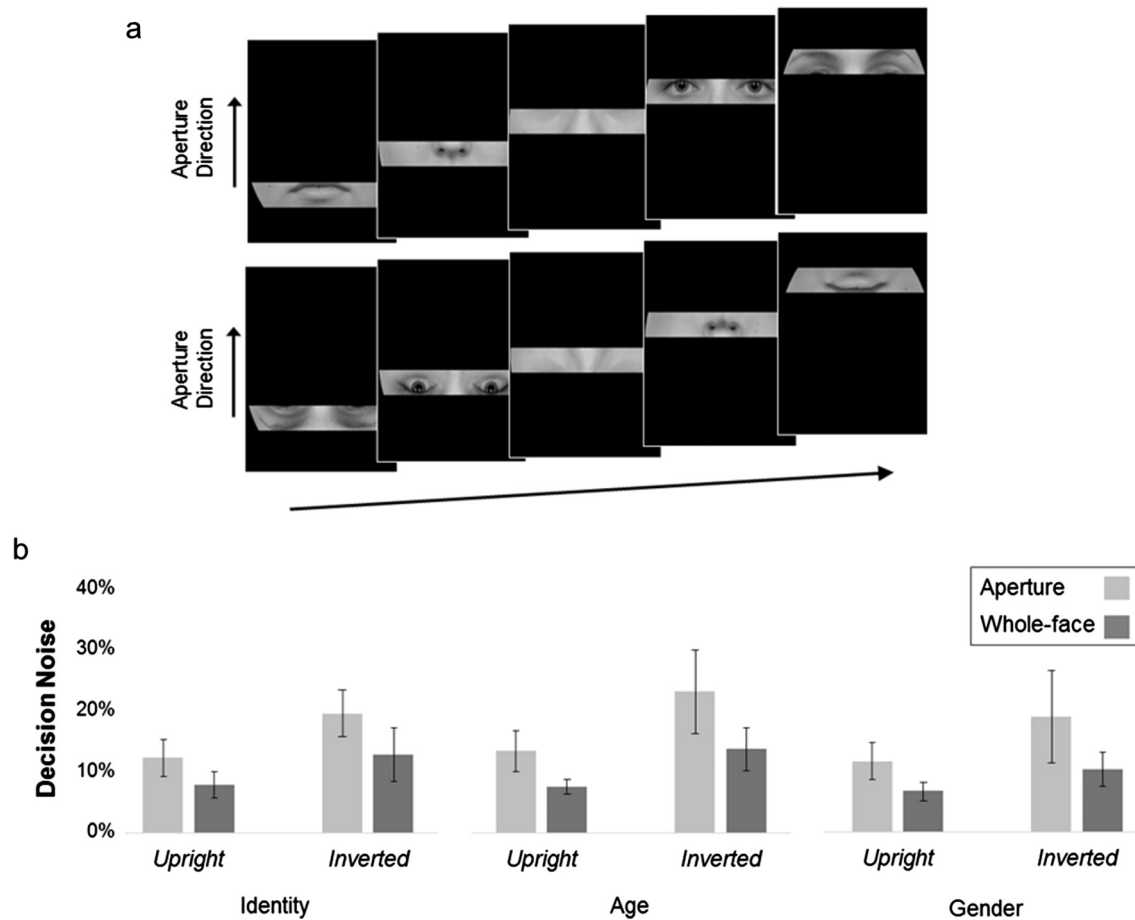 a
Aperture
Direction
Aperture
Direction
b
40%
30%
20%
10%
0%
Decision Noise
Aperture
Whole-face
Upright
Inverted
Upright
Inverted
Upright
Inverted
Identity
Age
Gender